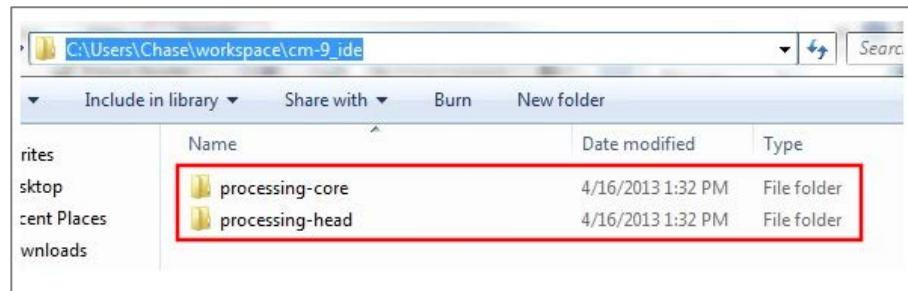 C:\Users\Chase\workspace\cm-9_ide
Include in library Share with Burn New folder
Name Date modified Type
rites
sktop processing-core 4/16/2013 1:32 PM File folder
cent Places processing-head 4/16/2013 1:32 PM File folder
wnloads